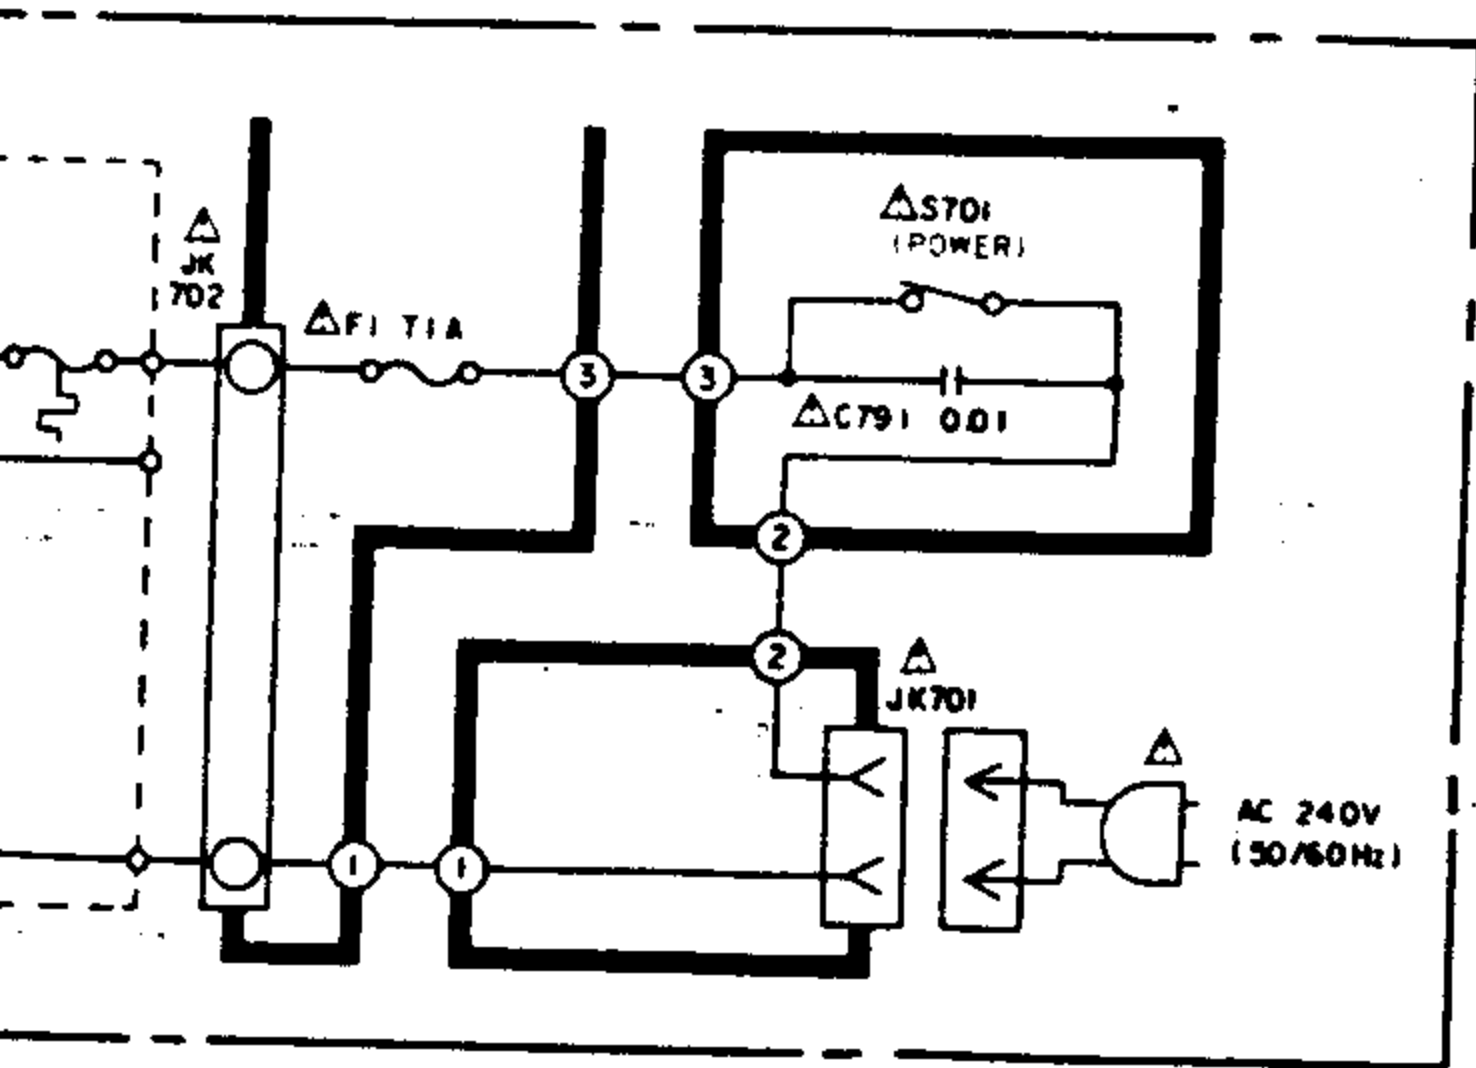 S701
(POWER)
JK
702
F1 T1A
3
3
C791 0.01
2
2
JK701
AC 240V
(50/60Hz)
1
1